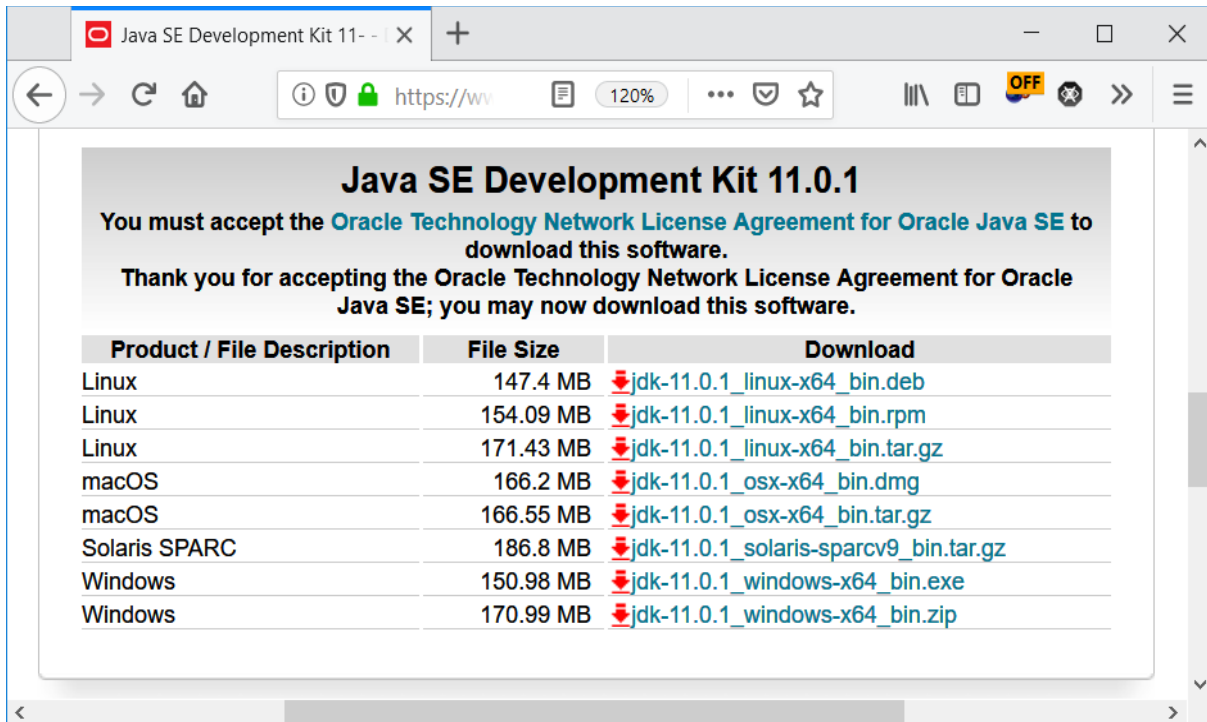 Java SE Development Kit 11- -
https://ww
120%
OFF
Java SE Development Kit 11.0.1
You must accept the Oracle Technology Network License Agreement for Oracle Java SE to
download this software.
Thank you for accepting the Oracle Technology Network License Agreement for Oracle
Java SE; you may now download this software.
Product / File Description File Size Download
Linux 147.4 MB jdk-11.0.1_linux-x64_bin.deb
Linux 154.09 MB jdk-11.0.1_linux-x64_bin.rpm
Linux 171.43 MB jdk-11.0.1_linux-x64_bin.tar.gz
macOS 166.2 MB jdk-11.0.1_osx-x64_bin.dmg
macOS 166.55 MB jdk-11.0.1_osx-x64_bin.tar.gz
Solaris SPARC 186.8 MB jdk-11.0.1_solaris-sparcv9_bin.tar.gz
Windows 150.98 MB jdk-11.0.1_windows-x64_bin.exe
Windows 170.99 MB jdk-11.0.1_windows-x64_bin.zip